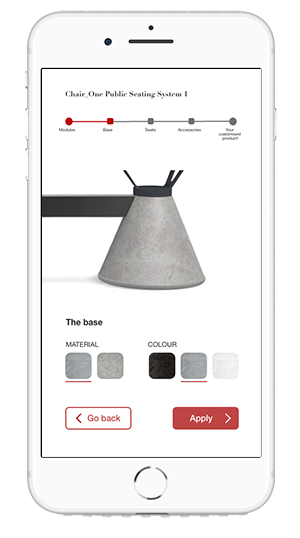 Chair_One Public Seating System 1
Modules Base Seats Accessories Your
customised
product!
The base
MATERIAL COLOUR
Go back Apply